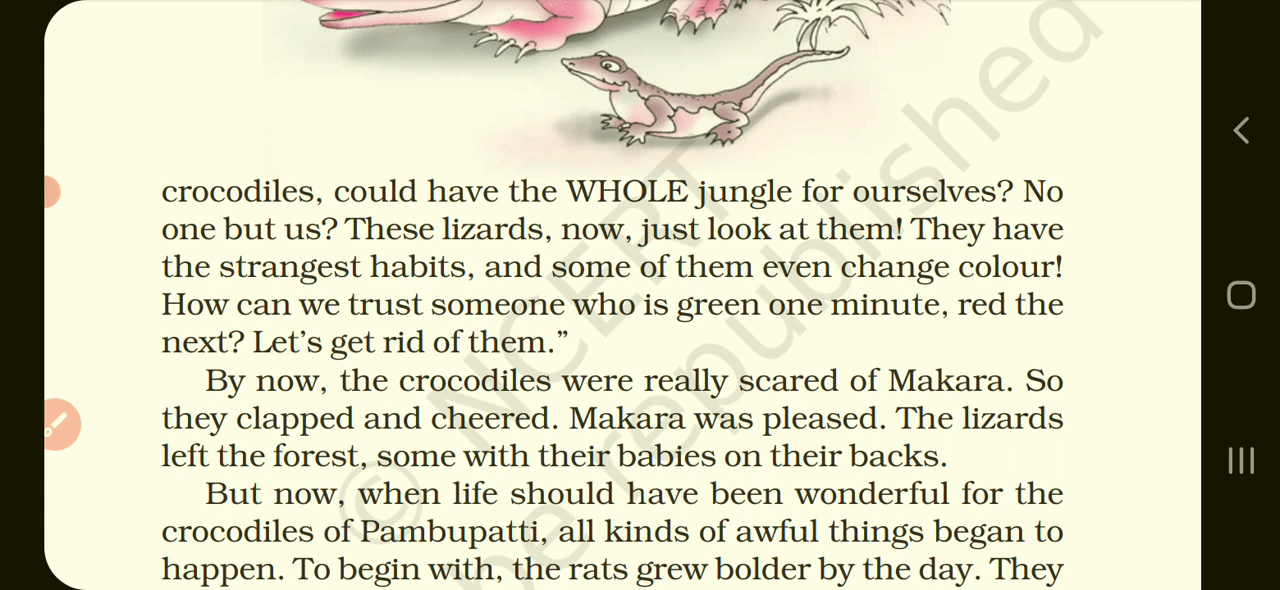 crocodiles, could have the WHOLE jungle for ourselves? No
one but us? These lizards, now, just look at them! They have
the strangest habits, and some of them even change colour!
How can we trust someone who is green one minute, red the
next? Let’s get rid of them.”
By now, the crocodiles were really scared of Makara. So
they clapped and cheered. Makara was pleased. The lizards
left the forest, some with their babies on their backs.
But now, when life should have been wonderful for the
crocodiles of Pambupatti, all kinds of awful things began to
happen. To begin with, the rats grew bolder by the day. They
© NCERT
be republished